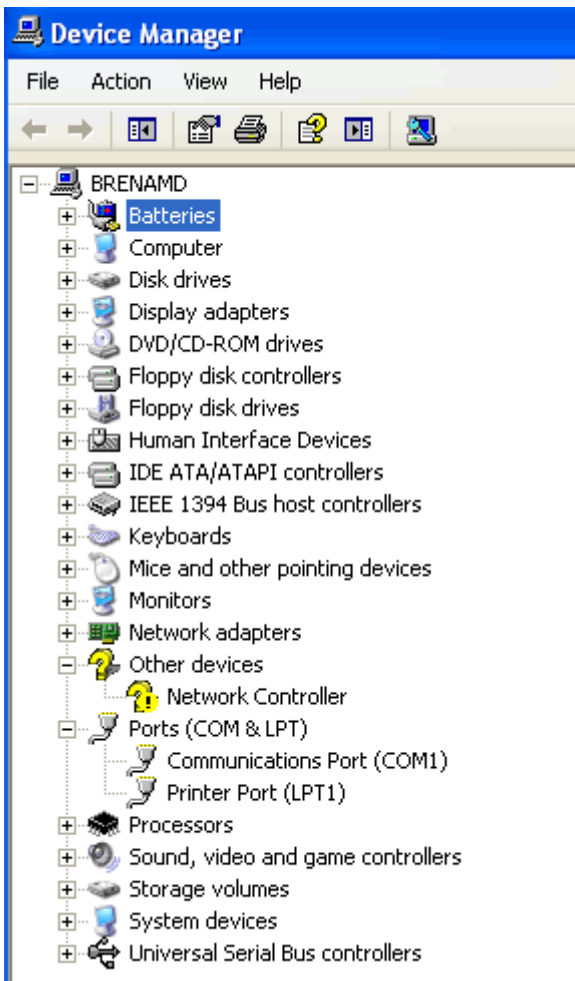 Device Manager
File Action View Help
BRENAMD
Batteries
Computer
Disk drives
Display adapters
DVD/CD-ROM drives
Floppy disk controllers
Floppy disk drives
Human Interface Devices
IDE ATA/ATAPI controllers
IEEE 1394 Bus host controllers
Keyboards
Mice and other pointing devices
Monitors
Network adapters
Other devices
Network Controller
Ports (COM & LPT)
Communications Port (COM1)
Printer Port (LPT1)
Processors
Sound, video and game controllers
Storage volumes
System devices
Universal Serial Bus controllers